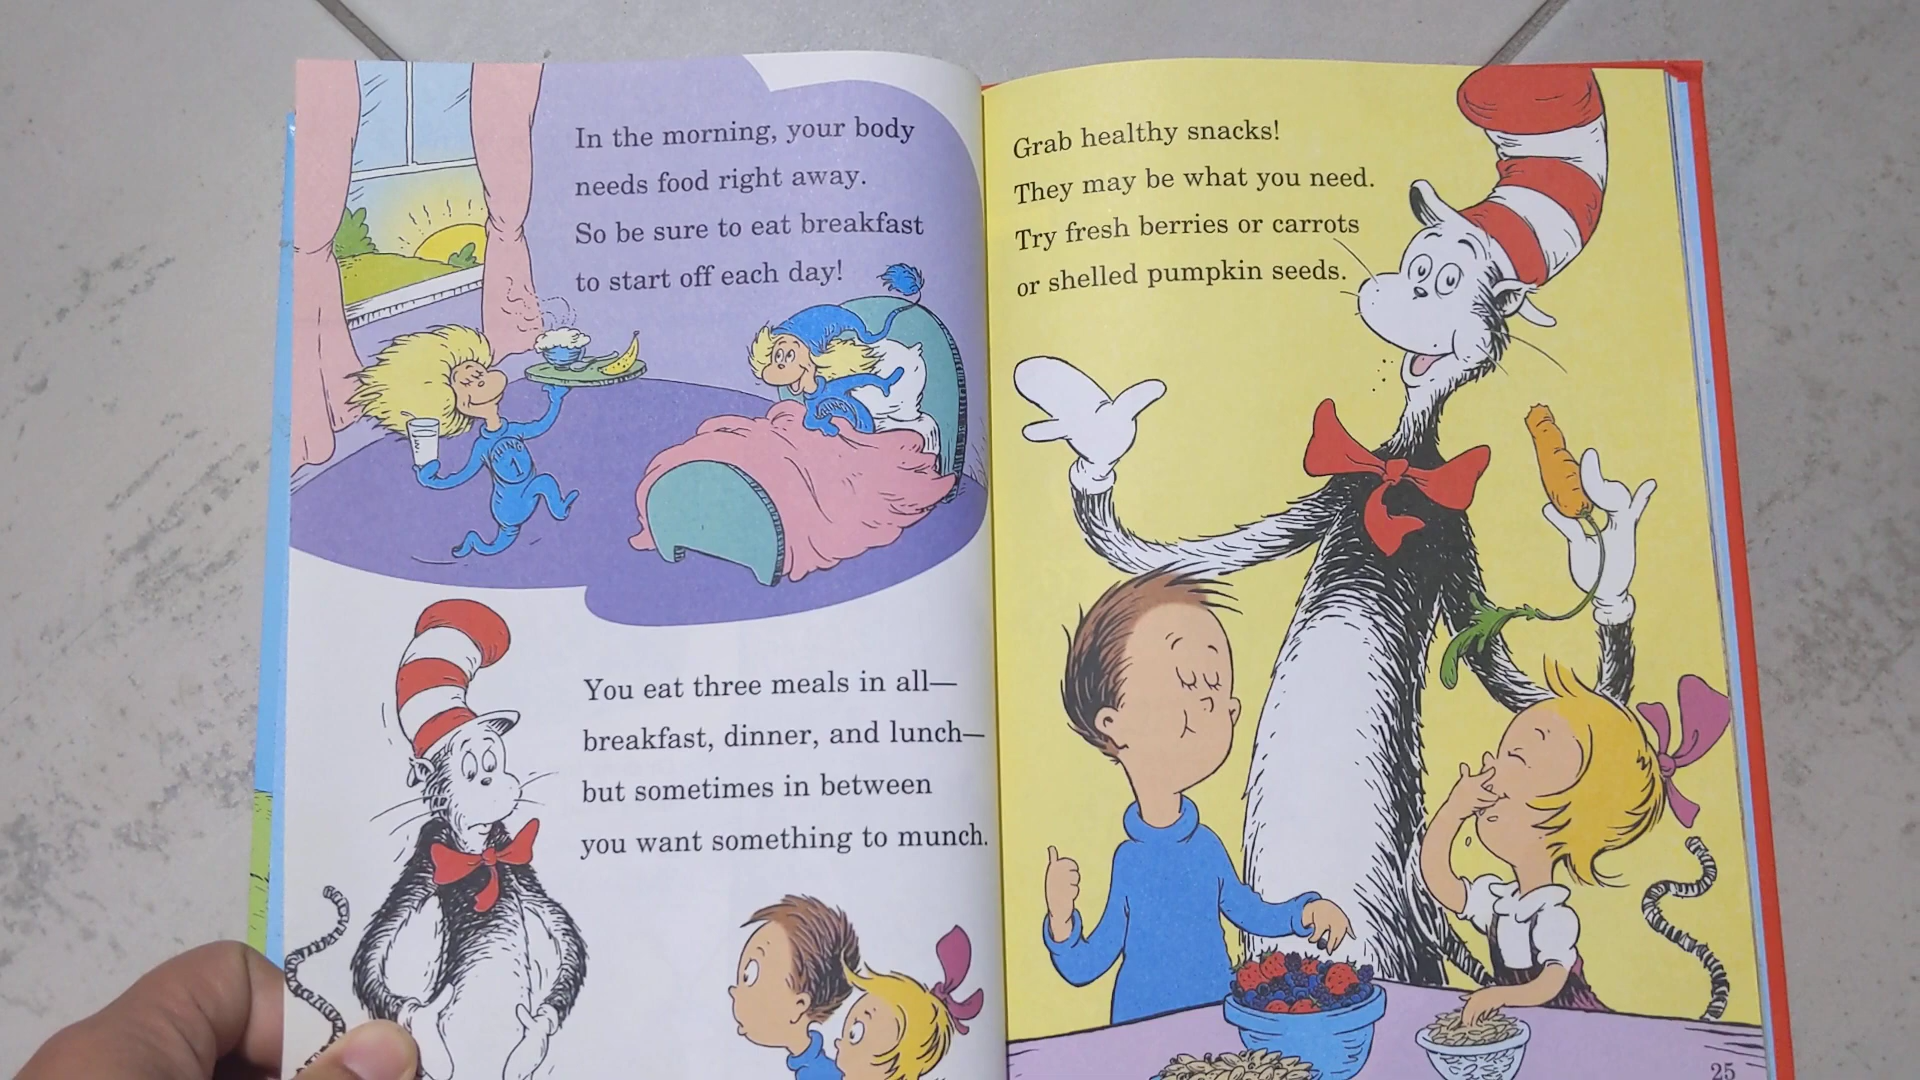 In the morning, your body
needs food right away.
So be sure to eat breakfast
to start off each day!
THING
1
You eat three meals in all—
breakfast, dinner, and lunch—
but sometimes in between
you want something to munch.
Grab healthy snacks!
They may be what you need.
Try fresh berries or carrots
or shelled pumpkin seeds.
25